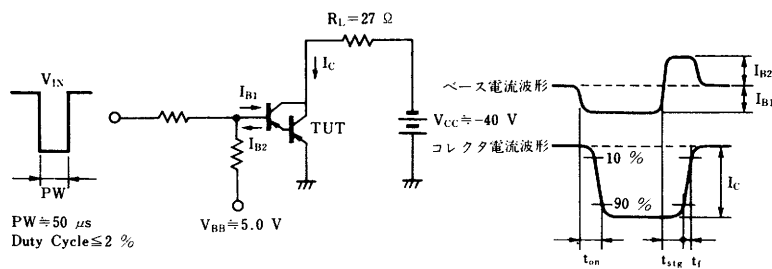 R_L=27 Ω
I_C
V_IN
I_B1
TUT
I_B2
V_CC≒-40 V
PW
V_BB≒5.0 V
PW≒50 μs
Duty Cycle≦2 %
ベース電流波形
I_B2
I_B1
コレクタ電流波形
10 %
90 %
I_C
t_on
t_stg
t_f